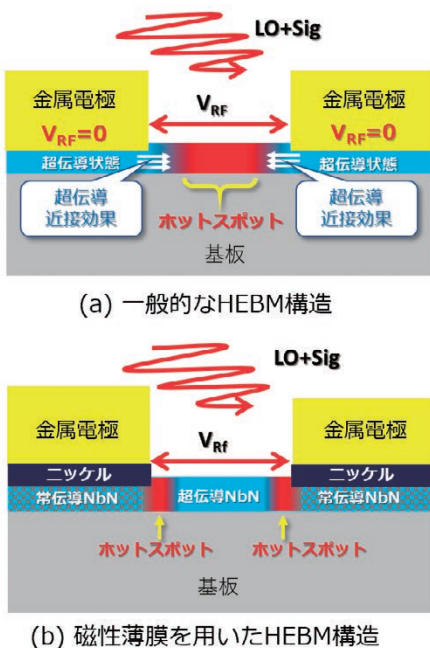 LO+Sig
金属電極
V_RF
金属電極
V_RF=0
V_RF=0
超伝導状態
超伝導状態
超伝導
近接効果
超伝導
近接効果
ホットスポット
基板
(a) 一般的なHEBM構造
LO+Sig
金属電極
V_Rf
金属電極
ニッケル
ニッケル
常伝導NbN
超伝導NbN
常伝導NbN
ホットスポット
ホットスポット
基板
(b) 磁性薄膜を用いたHEBM構造